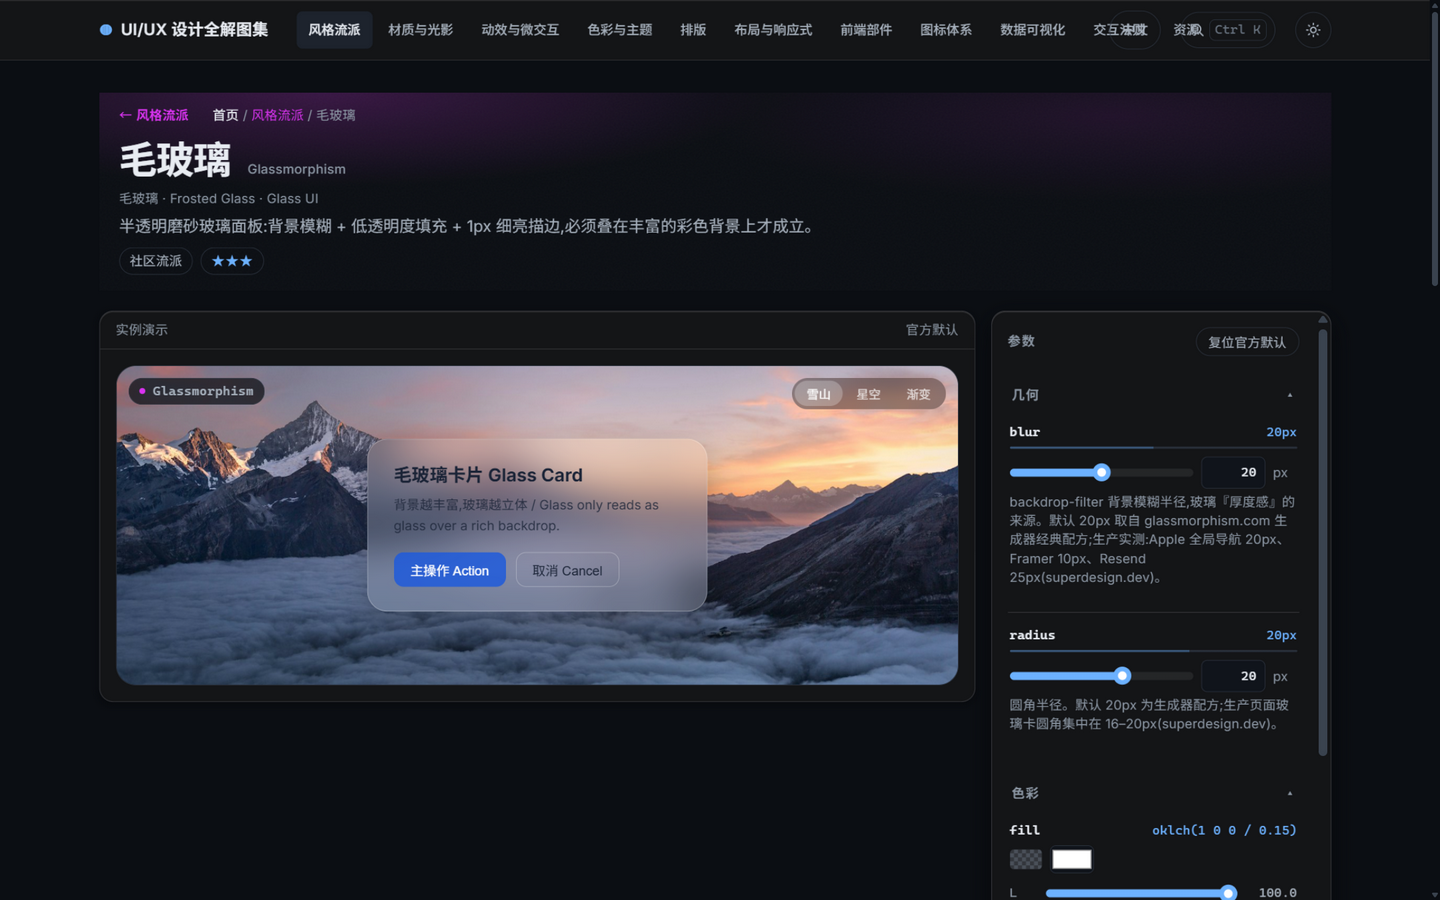 UI/UX 设计全解图集
风格流派 材质与光影 动效与微交互 色彩与主题 排版 布局与响应式 前端部件 图标体系 数据可视化 交互 资源 Ctrl K
← 风格流派 首页 / 风格流派 / 毛玻璃
毛玻璃 Glassmorphism
毛玻璃 · Frosted Glass · Glass UI
半透明磨砂玻璃面板:背景模糊 + 低透明度填充 + 1px 细亮描边,必须叠在丰富的彩色背景上才成立。
社区流派 ★★★
实例演示 官方默认
Glassmorphism
雪山 星空 渐变
毛玻璃卡片 Glass Card
背景越丰富,玻璃越立体 / Glass only reads as
glass over a rich backdrop.
主操作 Action 取消 Cancel
参数 复位官方默认
几何
blur 20px
20 px
backdrop-filter 背景模糊半径,玻璃『厚度感』的
来源。默认 20px 取自 glassmorphism.com 生
成器经典配方;生产实测:Apple 全局导航 20px、
Framer 10px、Resend
25px(superdesign.dev)。
radius 20px
20 px
圆角半径。默认 20px 为生成器配方;生产页面玻
璃卡圆角集中在 16–20px(superdesign.dev)。
色彩
fill oklch(1 0 0 / 0.15)
L 100.0